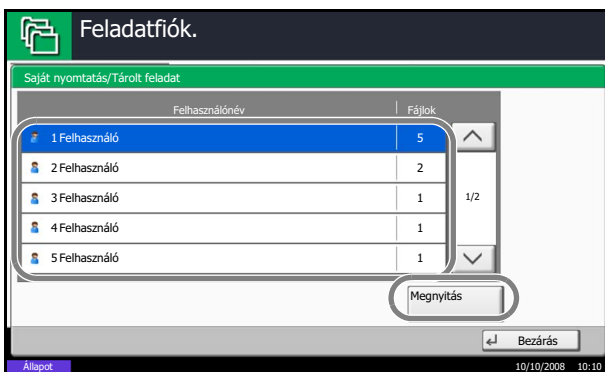 Feladatfiók.
Saját nyomtatás/Tárolt feladat
Felhasználónév Fájlok
1 Felhasználó 5
2 Felhasználó 2
3 Felhasználó 1
4 Felhasználó 1
5 Felhasználó 1
1/2
Megnyitás
Bezárás
Állapot 10/10/2008 10:10